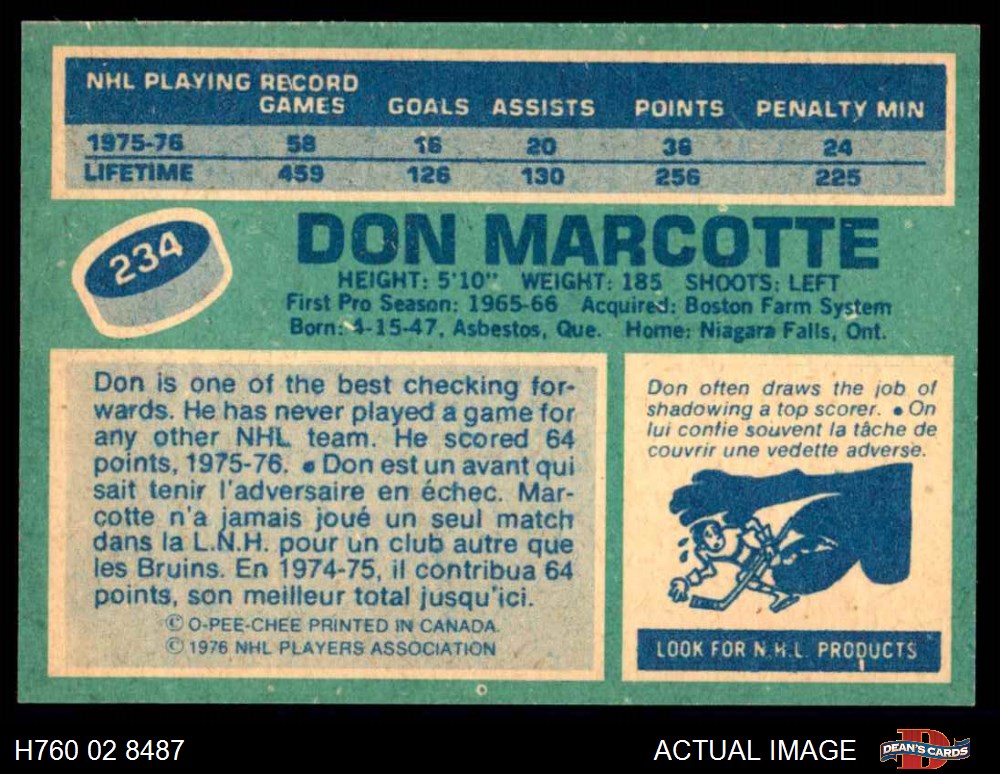 NHL PLAYING RECORD
GAMES GOALS ASSISTS POINTS PENALTY MIN
1975-76 58 16 20 36 24
LIFETIME 459 126 130 256 225
234
DON MARCOTTE
HEIGHT: 5'10" WEIGHT: 185 SHOOTS: LEFT
First Pro Season: 1965-66 Acquired: Boston Farm System
Born: 4-15-47, Asbestos, Que. Home: Niagara Falls, Ont.
Don is one of the best checking for-
wards. He has never played a game for
any other NHL team. He scored 64
points, 1975-76. • Don est un avant qui
sait tenir l'adversaire en échec. Mar-
cotte n'a jamais joué un seul match
dans la L.N.H. pour un club autre que
les Bruins. En 1974-75, il contribua 64
points, son meilleur total jusqu'ici.
© O-PEE-CHEE PRINTED IN CANADA.
© 1976 NHL PLAYERS ASSOCIATION
Don often draws the job of
shadowing a top scorer. • On
lui confie souvent la tâche de
couvrir une vedette adverse.
LOOK FOR N.H.L. PRODUCTS
H760 02 8487
ACTUAL IMAGE
DEAN'S CARDS